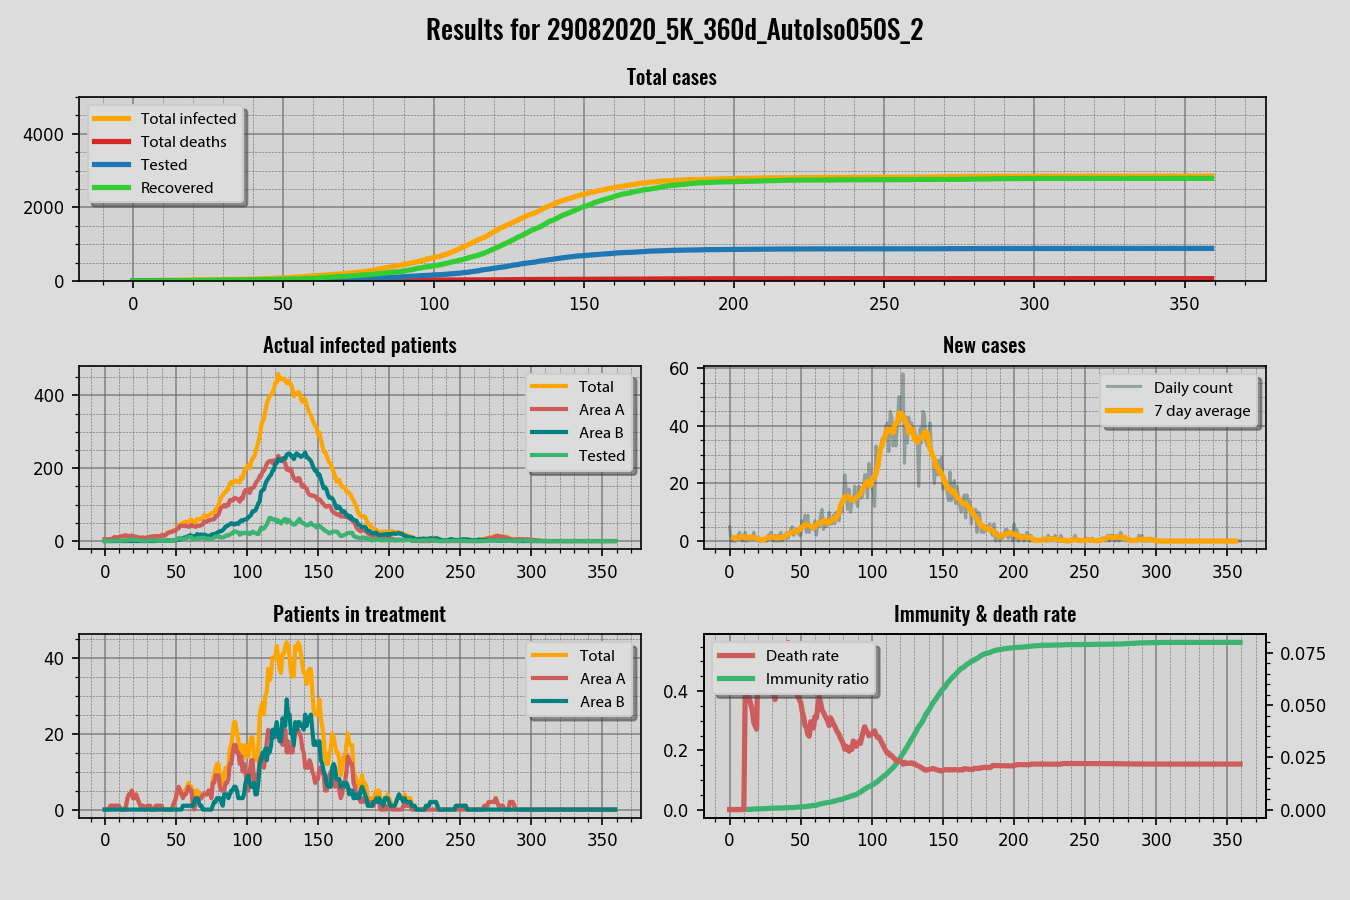 Results for 29082020_5K_360d_AutoIso050S_2
Total cases
Total infected
Total deaths
Tested
Recovered
4000
2000
0
0 50 100 150 200 250 300 350
Actual infected patients
Total
Area A
Area B
Tested
400
200
0
0 50 100 150 200 250 300 350
New cases
Daily count
7 day average
60
40
20
0
0 50 100 150 200 250 300 350
Patients in treatment
Total
Area A
Area B
40
20
0
0 50 100 150 200 250 300 350
Immunity & death rate
Death rate
Immunity ratio
0.4
0.2
0.0
0.075
0.050
0.025
0.000
0 50 100 150 200 250 300 350